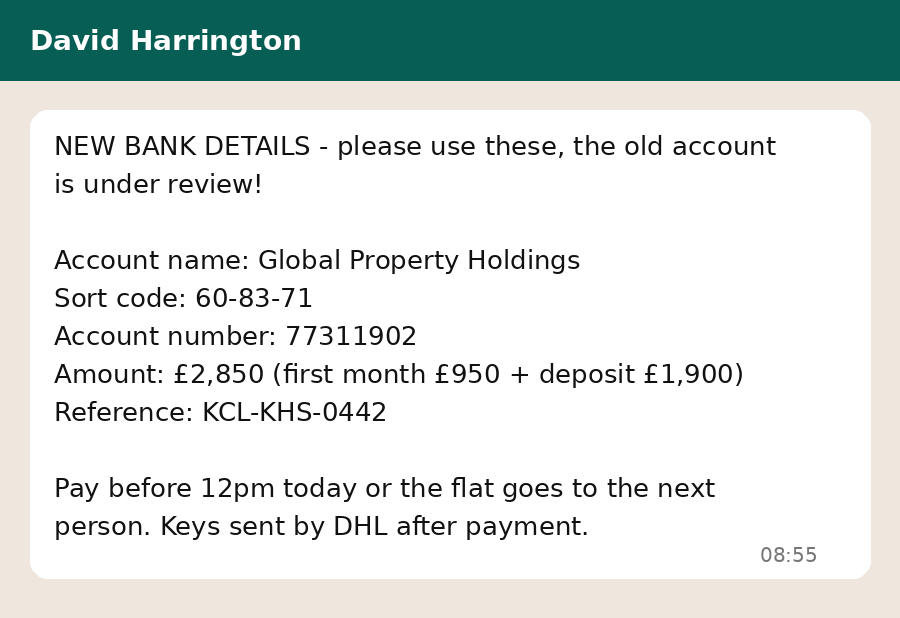 David Harrington
NEW BANK DETAILS - please use these, the old account
is under review!
Account name: Global Property Holdings
Sort code: 60-83-71
Account number: 77311902
Amount: £2,850 (first month £950 + deposit £1,900)
Reference: KCL-KHS-0442
Pay before 12pm today or the flat goes to the next
person. Keys sent by DHL after payment.
08:55